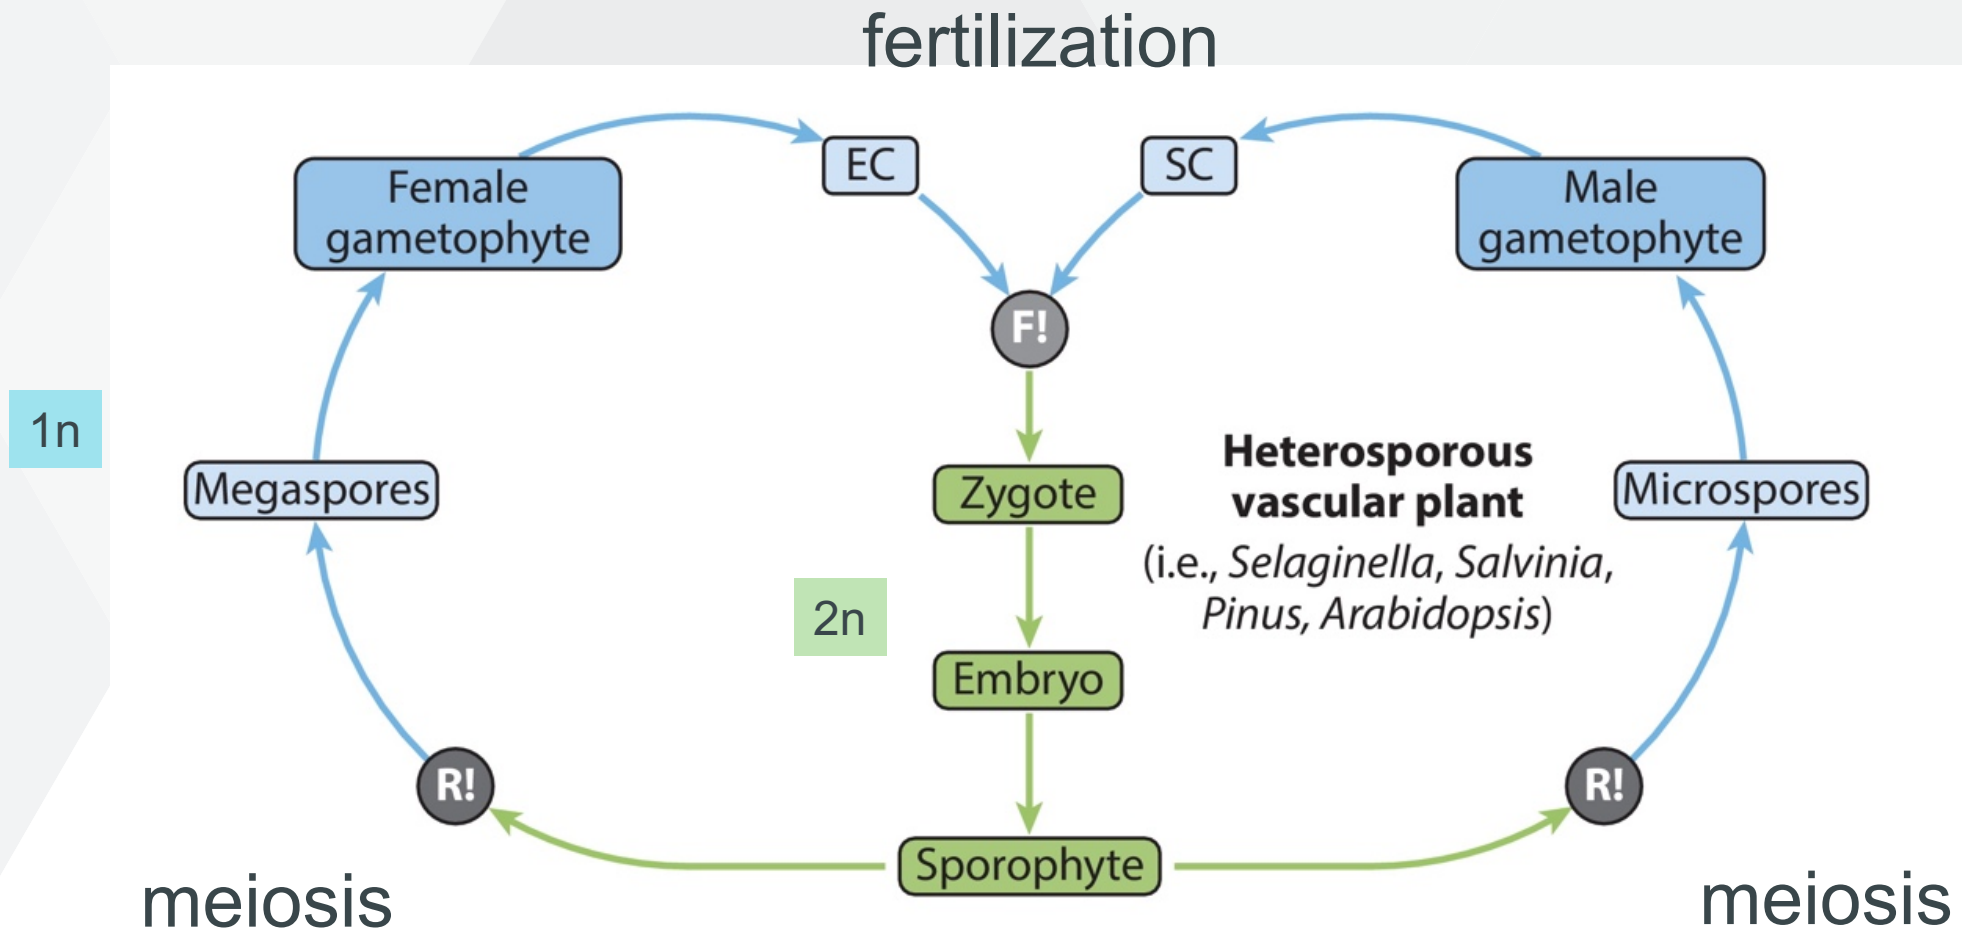 fertilization
Female
gametophyte
EC
SC
Male
gametophyte
F!
1n
Megaspores
Zygote
Heterosporous
vascular plant
(i.e., Selaginella, Salvinia,
Pinus, Arabidopsis)
Microspores
2n
Embryo
R!
R!
Sporophyte
meiosis
meiosis